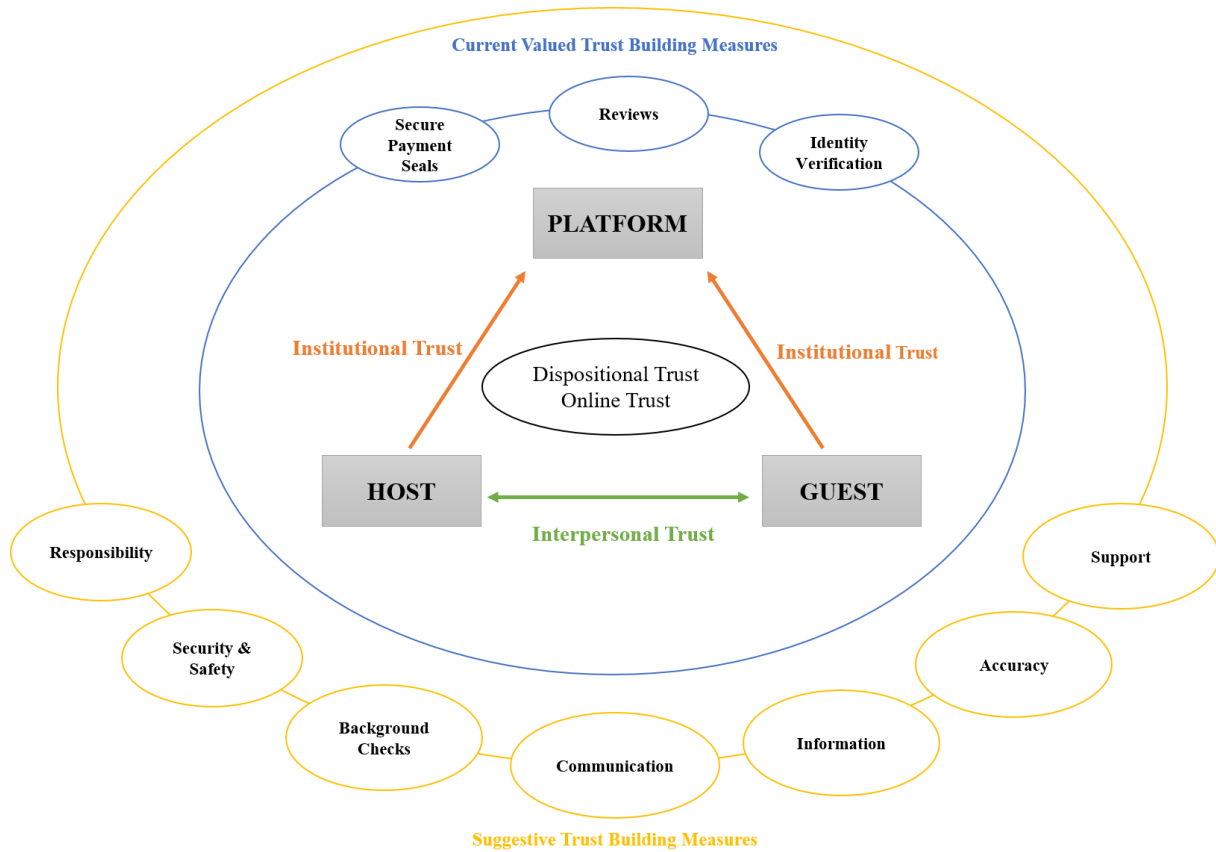 Current Valued Trust Building Measures
Reviews
Secure
Payment
Seals
Identity
Verification
PLATFORM
Institutional Trust
Institutional Trust
Dispositional Trust
Online Trust
HOST
GUEST
Interpersonal Trust
Responsibility
Support
Security &
Safety
Accuracy
Background
Checks
Information
Communication
Suggestive Trust Building Measures